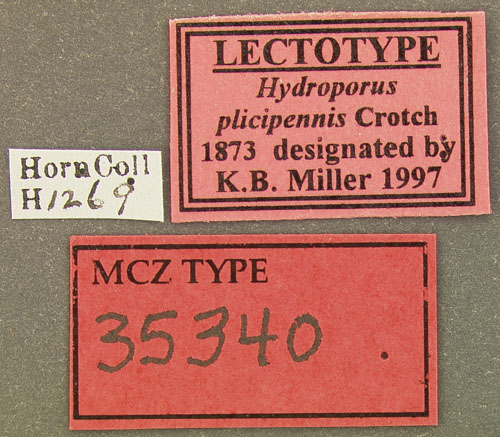 LECTOTYPE
Hydroporus
plicipennis Crotch
1873 designated by
K.B. Miller 1997
Horn Coll
H1269
MCZ TYPE
35340